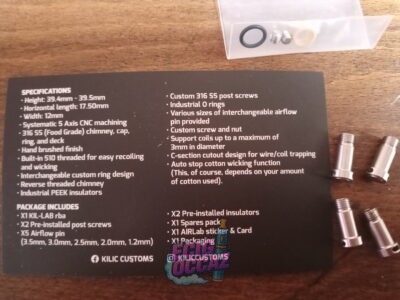 SPECIFICATIONS
• Height: 39.4mm - 39.5mm
• Horizontal length: 17.50mm
• Width: 12mm
• Systematic 5 Axis CNC machining
• 316 SS (Food Grade) chimney, cap,
ring, and deck
• Hand brushed finish
• Built-in 510 threaded for easy recoiling
and wicking
• Interchangeable custom ring design
• Reverse threaded chimney
• Industrial PEEK insulators
• Custom 316 SS post screws
• Industrial O rings
• Various sizes of interchangeable airflow
pin provided
• Custom screw and nut
• Support coils up to a maximum of
3mm in diameter
• C-section cutout design for wire/coil trapping
• Auto stop cotton wicking function
(This, of course, depends on your amount
of cotton used).
PACKAGE INCLUDES
• X1 KIL-LAB rba
• X2 Pre-installed post screws
• X5 Airflow pin
(3.5mm, 3.0mm, 2.5mm, 2.0mm, 1.2mm)
• X2 Pre-installed insulators
• X1 Spares pack
• X1 AIRLab sticker & Card
X1 Packaging
KILIC CUSTOMS
KILICCUSTOMS
ECIG
OCCAZ